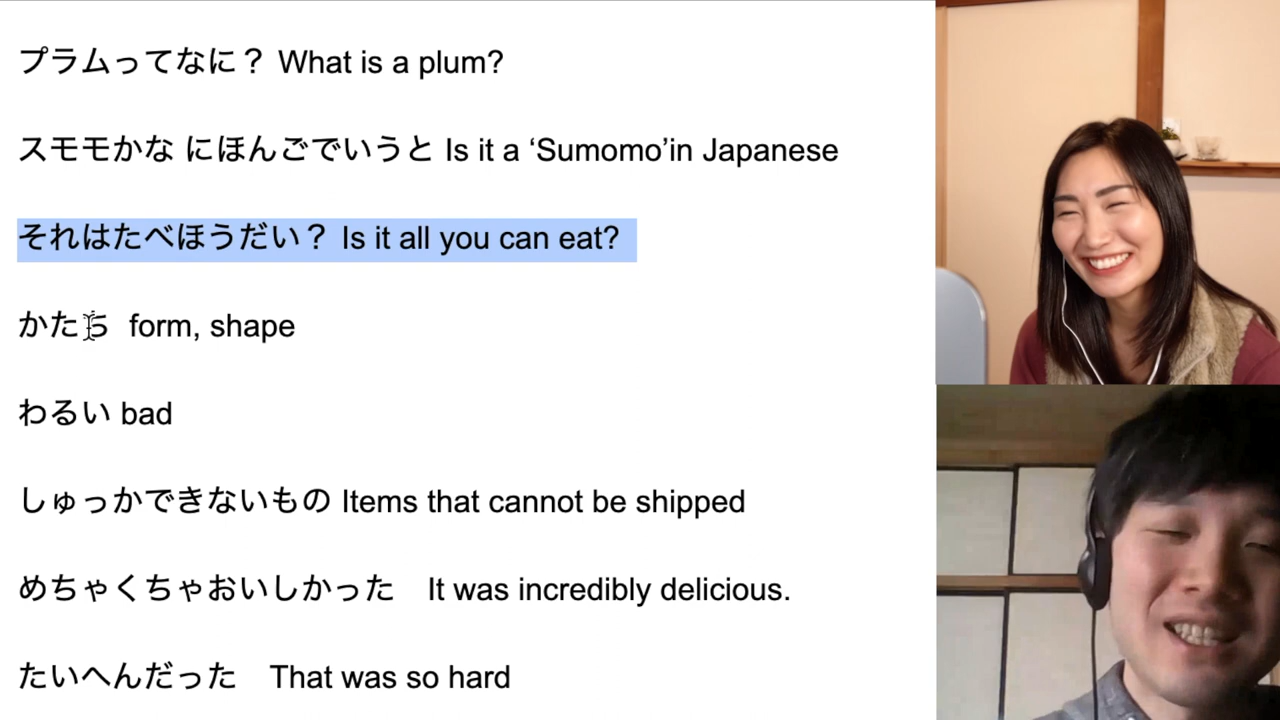 プラムってなに？ What is a plum?
スモモかな にほんごでいうと Is it a ‘Sumomo’in Japanese
それはたべほうだい？ Is it all you can eat?
かたち form, shape
わるい bad
しゅっかできないもの Items that cannot be shipped
めちゃくちゃおいしかった It was incredibly delicious.
たいへんだった That was so hard